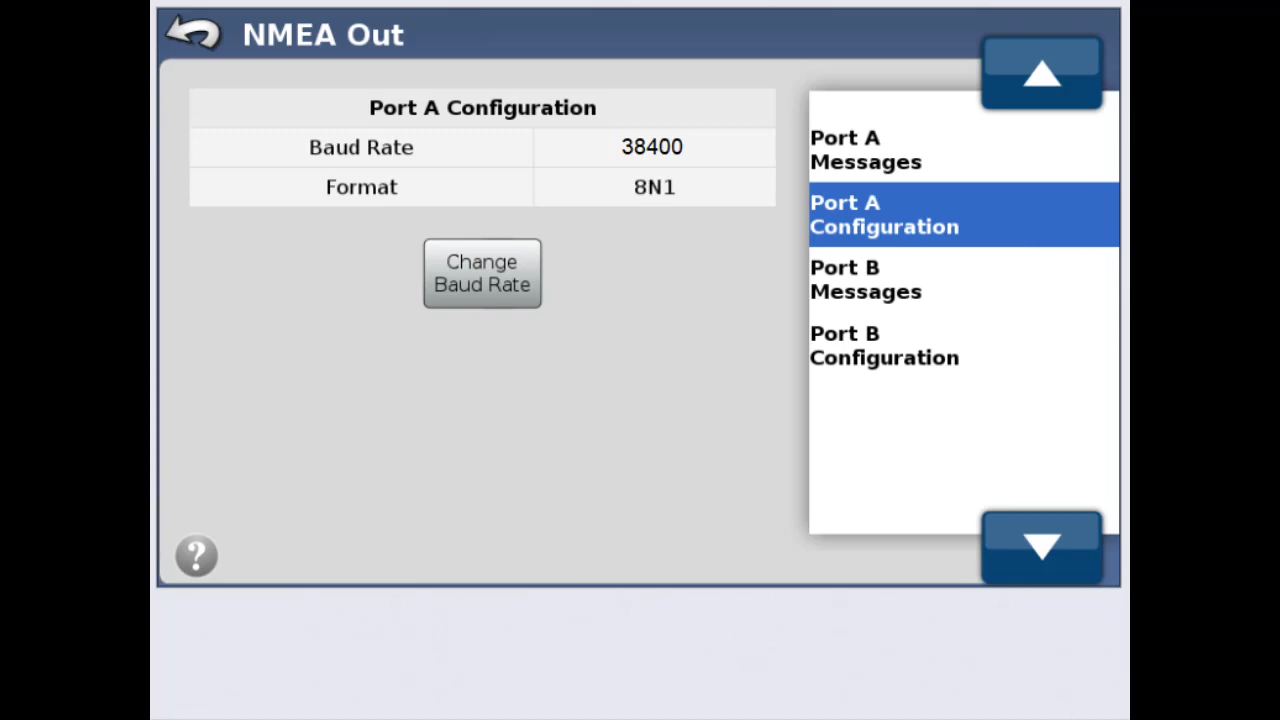 NMEA Out
Port A Configuration
Baud Rate 38400
Format 8N1
Change
Baud Rate
Port A
Messages
Port A
Configuration
Port B
Messages
Port B
Configuration
?